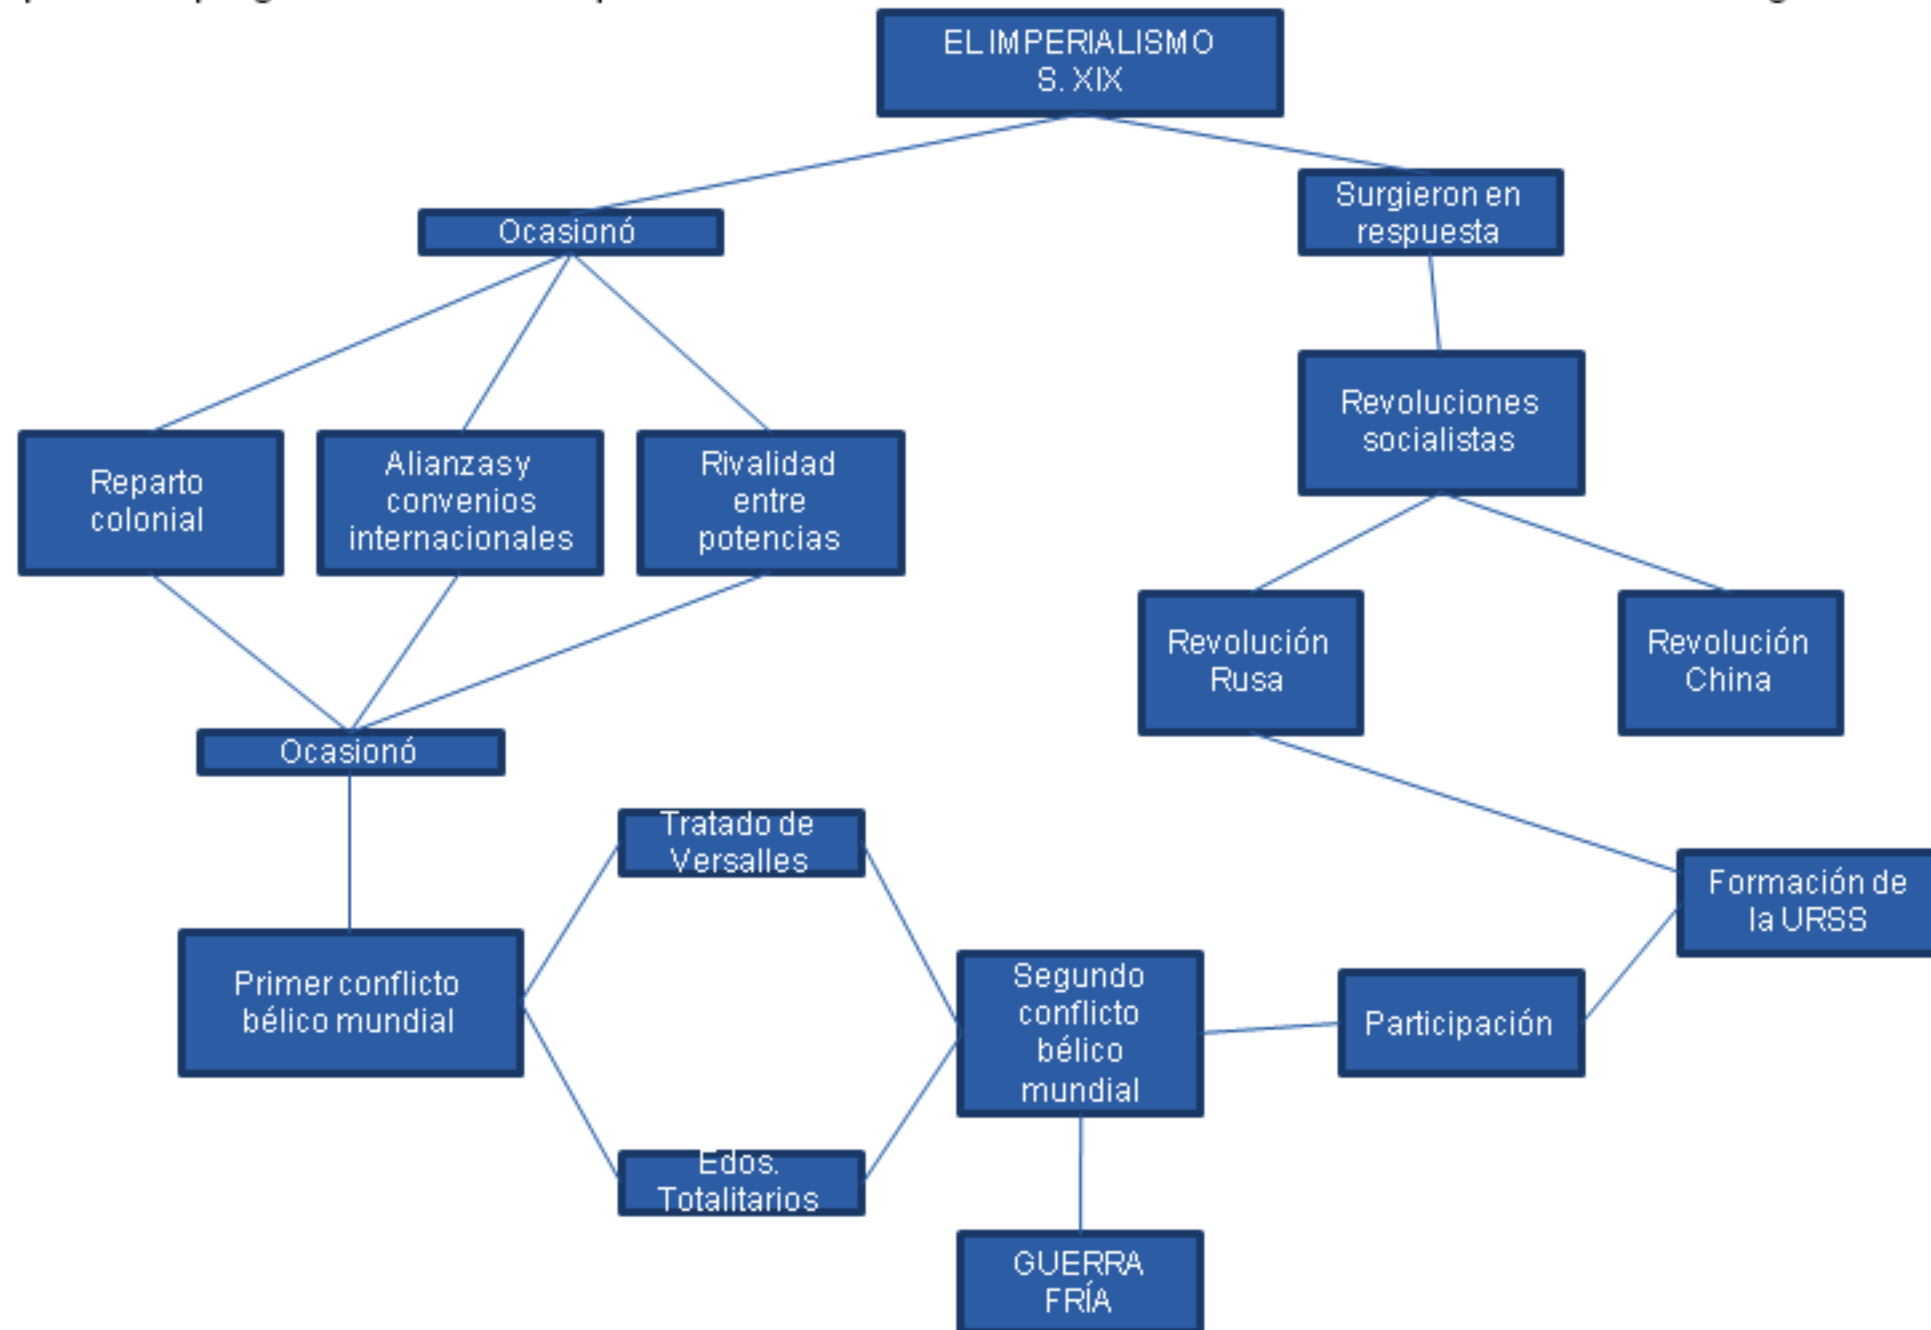 EL IMPERIALISMO
S. XIX
Surgieron en
respuesta
Ocasionó
Revoluciones
socialistas
Reparto
colonial
Alianzas y
convenios
internacionales
Rivalidad
entre
potencias
Revolución
Rusa
Revolución
China
Ocasionó
Tratado de
Versalles
Formación de
la URSS
Primer conflicto
bélico mundial
Segundo
conflicto
bélico
mundial
Participación
Edos.
Totalitarios
GUERRA
FRÍA